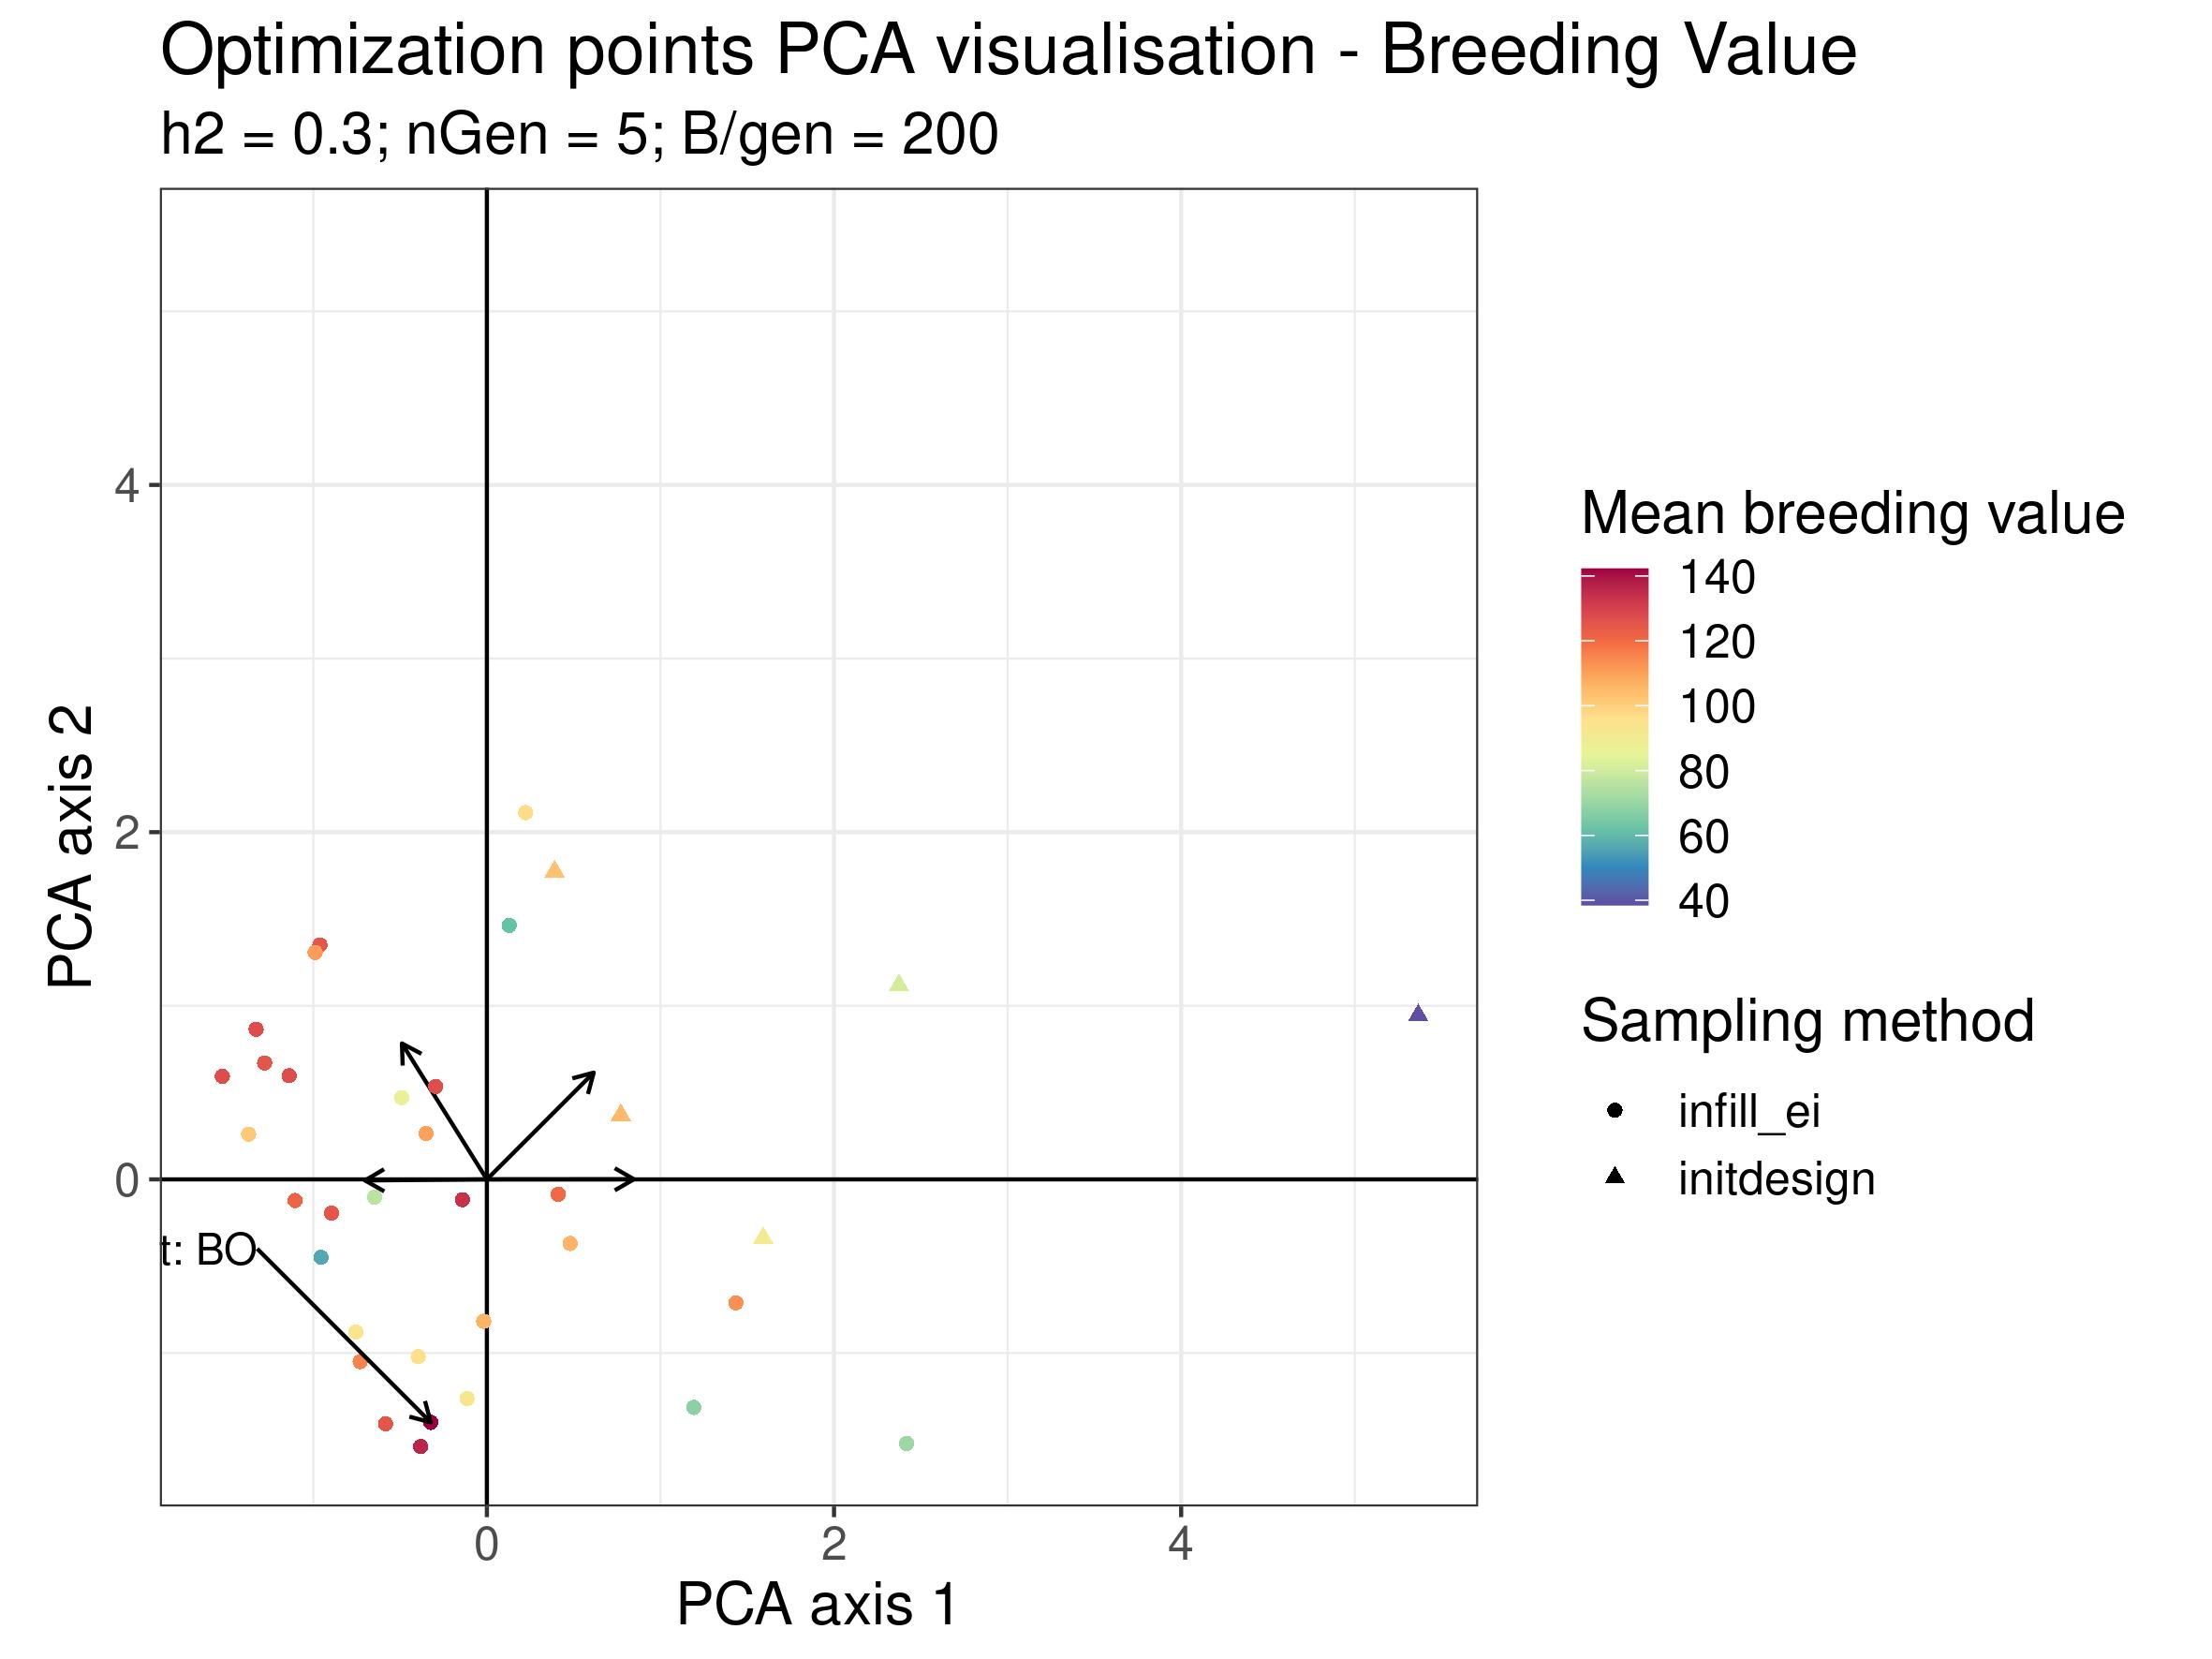 Optimization points PCA visualisation - Breeding Value
h2 = 0.3; nGen = 5; B/gen = 200
PCA axis 2
4
2
0
t: BO
0
2
4
PCA axis 1
Mean breeding value
140
120
100
80
60
40
Sampling method
infill_ei
initdesign